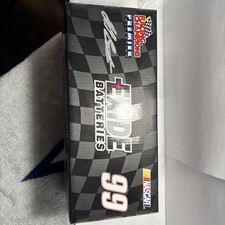 RACING
CHAMPIONS
PREMIER
EXIDE
BATTERIES
99
NASCAR